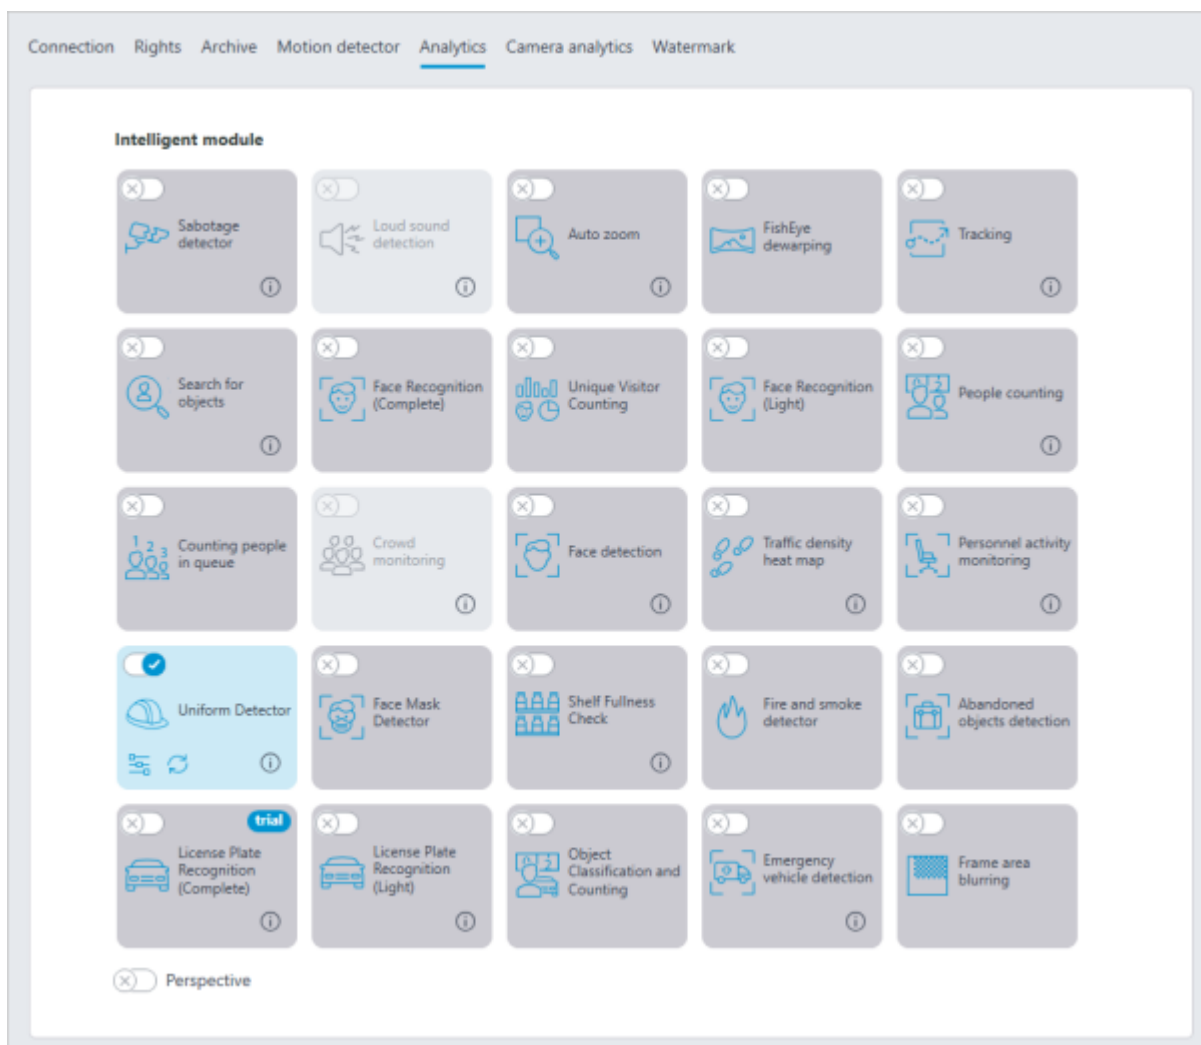 Connection Rights Archive Motion detector Analytics Camera analytics Watermark
Intelligent module
Sabotage
detector
Loud sound
detection
Auto zoom
FishEye
dewarping
Tracking
Search for
objects
Face Recognition
(Complete)
Unique Visitor
Counting
Face Recognition
(Light)
People counting
1 2 3
Counting people
in queue
Crowd
monitoring
Face detection
Traffic density
heat map
Personnel activity
monitoring
Uniform Detector
Face Mask
Detector
Shelf Fullness
Check
Fire and smoke
detector
Abandoned
objects detection
trial
License Plate
Recognition
(Complete)
License Plate
Recognition
(Light)
Object
Classification and
Counting
Emergency
vehicle detection
Frame area
blurring
Perspective